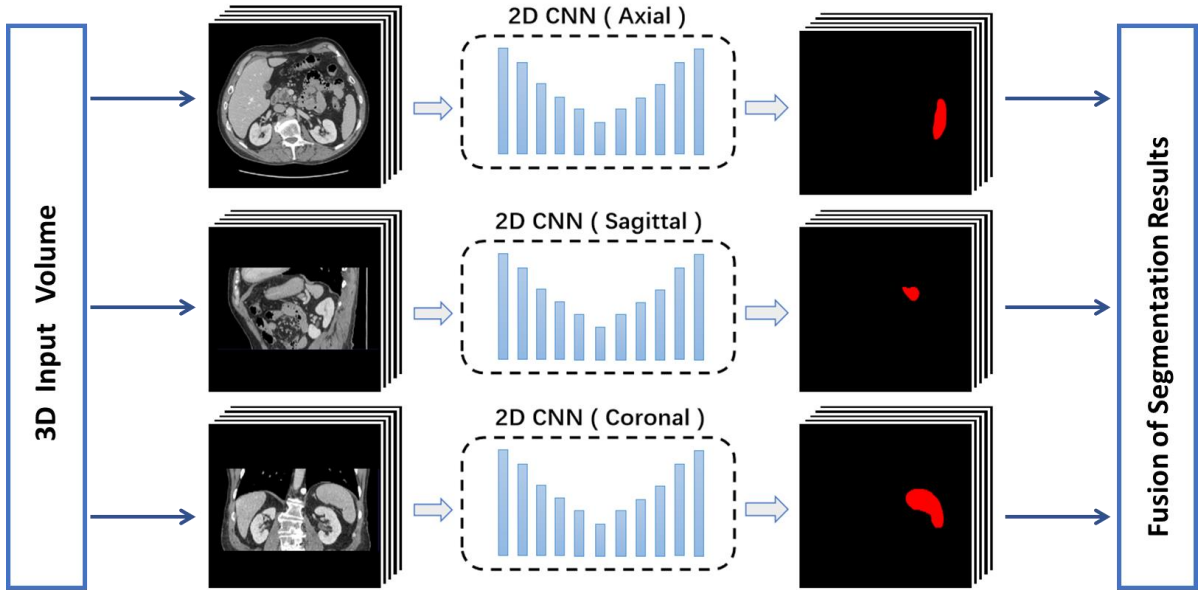 3D Input Volume
2D CNN ( Axial )
2D CNN ( Sagittal )
2D CNN ( Coronal )
Fusion of Segmentation Results